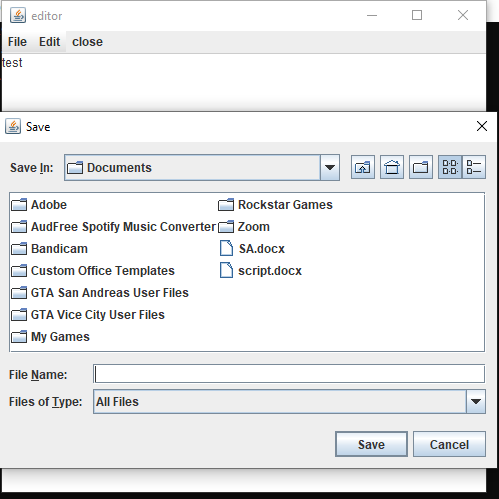 editor
File Edit close
test
Save
Save In: Documents
Adobe
AudFree Spotify Music Converter
Bandicam
Custom Office Templates
GTA San Andreas User Files
GTA Vice City User Files
My Games
Rockstar Games
Zoom
SA.docx
script.docx
File Name:
Files of Type: All Files
Save Cancel